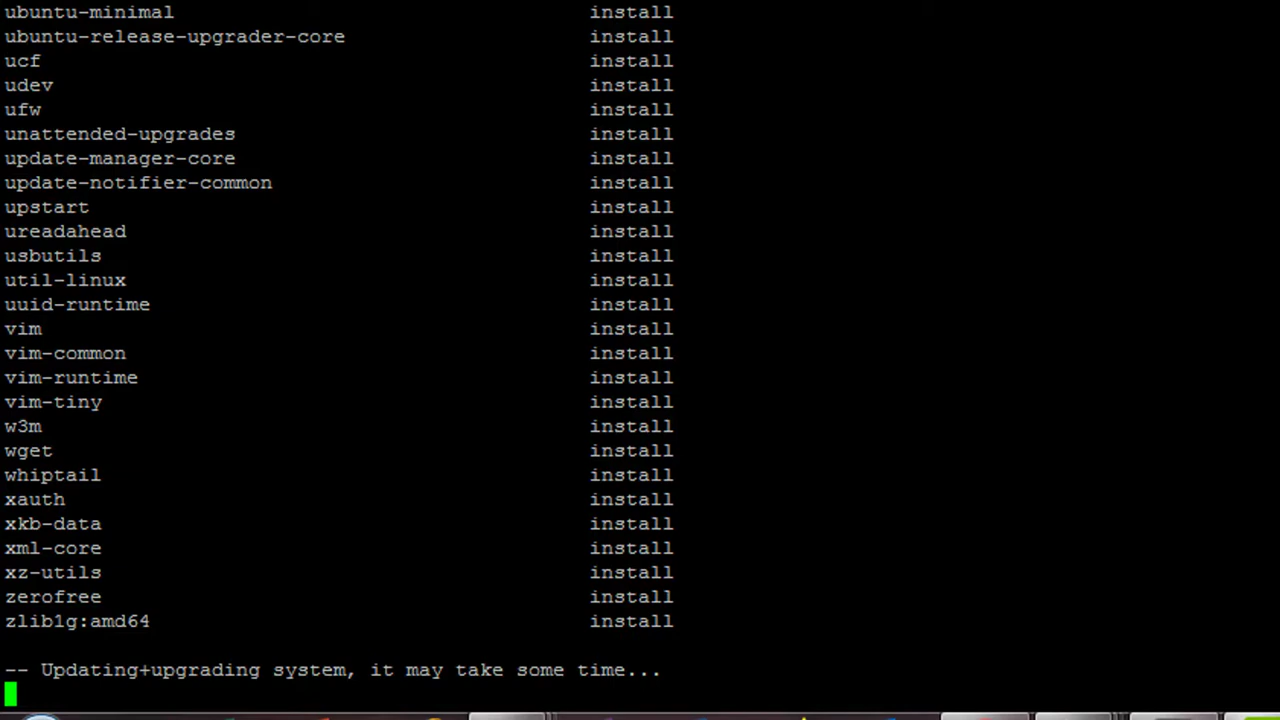 ubuntu-minimal install
ubuntu-release-upgrader-core install
ucf install
udev install
ufw install
unattended-upgrades install
update-manager-core install
update-notifier-common install
upstart install
ureadahead install
usbutils install
util-linux install
uuid-runtime install
vim install
vim-common install
vim-runtime install
vim-tiny install
w3m install
wget install
whiptail install
xauth install
xkb-data install
xml-core install
xz-utils install
zerofree install
zlib1g:amd64 install
-- Updating+upgrading system, it may take some time...